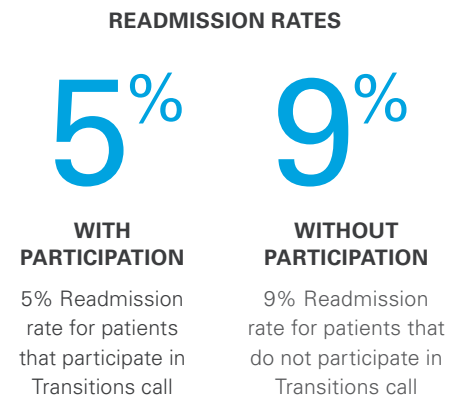 READMISSION RATES
5%
WITH
PARTICIPATION
5% Readmission
rate for patients
that participate in
Transitions call
9%
WITHOUT
PARTICIPATION
9% Readmission
rate for patients that
do not participate in
Transitions call